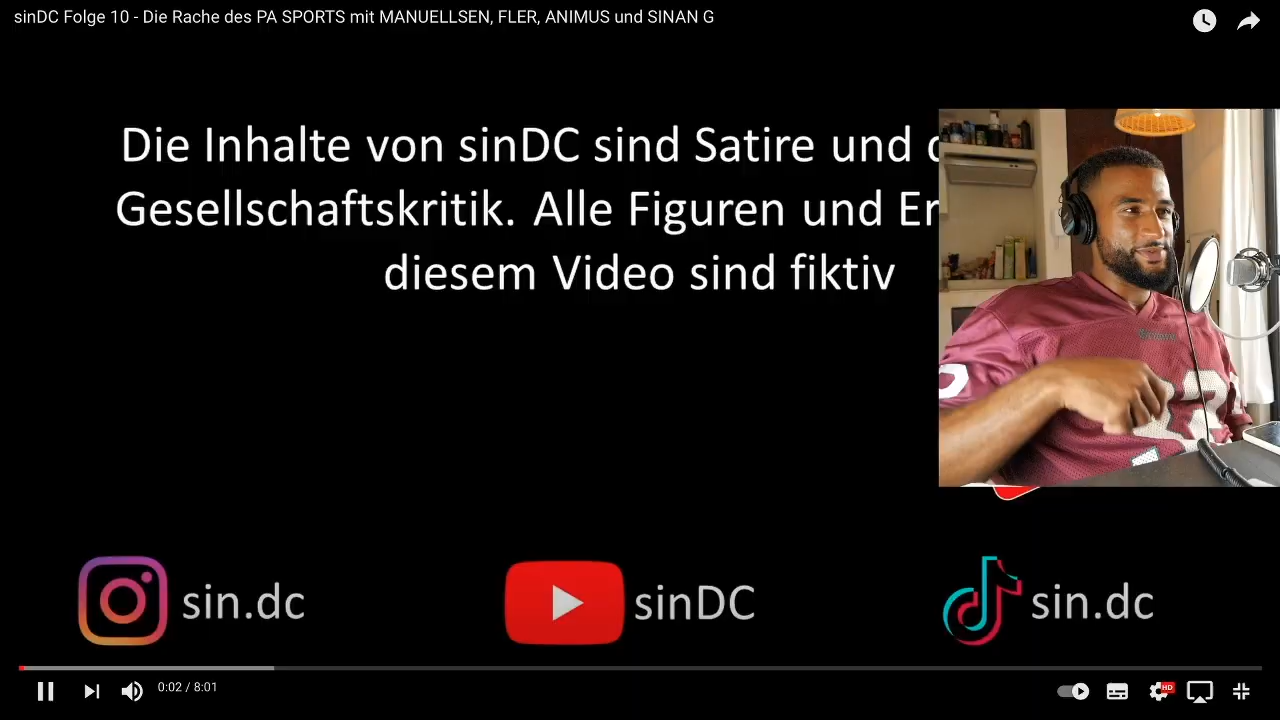 sinDC Folge 10 - Die Rache des PA SPORTS mit MANUELLSEN, FLER, ANIMUS und SINAN G
Die Inhalte von sinDC sind Satire und
Gesellschaftskritik. Alle Figuren und
diesem Video sind fiktiv
sin.dc
sinDC
sin.dc
0:02 / 8:01
HD